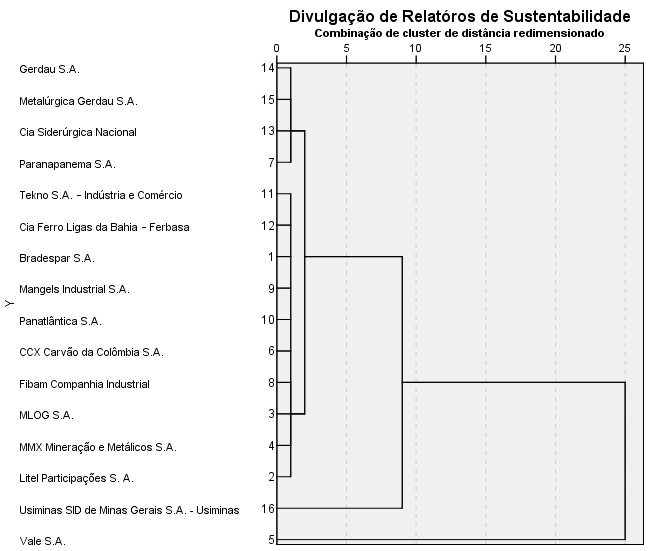 Divulgação de Relatóros de Sustentabilidade
Combinação de cluster de distância redimensionado
0 5 10 15 20 25
Gerdau S.A. 14
Metalúrgica Gerdau S.A. 15
Cia Siderúrgica Nacional 13
Paranapanema S.A. 7
Tekno S.A. - Indústria e Comércio 11
Cia Ferro Ligas da Bahia - Ferbasa 12
Bradespar S.A. 1
Mangels Industrial S.A. 9
Y
Panatlântica S.A. 10
CCX Carvão da Colômbia S.A. 6
Fibam Companhia Industrial 8
MLOG S.A. 3
MMX Mineração e Metálicos S.A. 4
Litel Participações S. A. 2
Usiminas SID de Minas Gerais S.A. - Usiminas 16
Vale S.A. 5